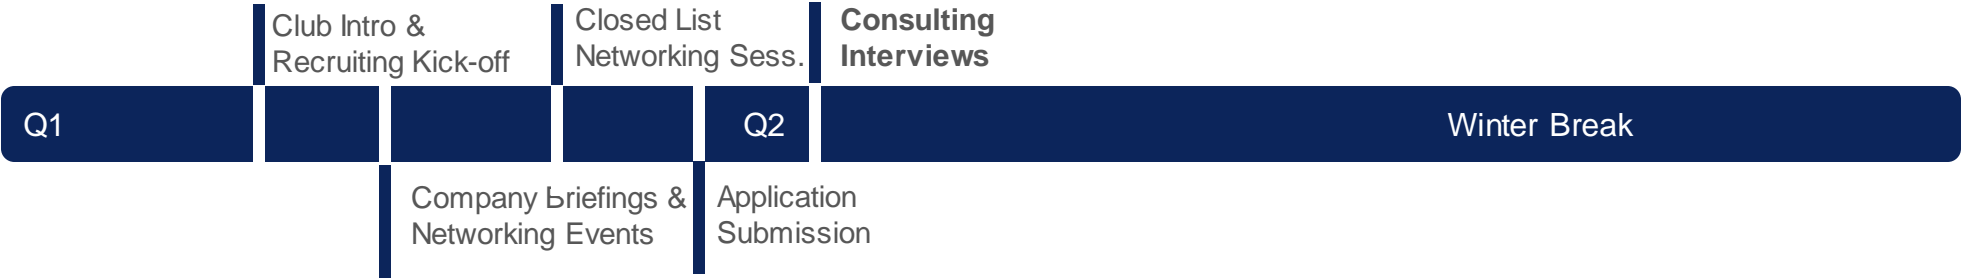 Club Intro &
Recruiting Kick-off
Closed List
Networking Sess.
Consulting
Interviews
Q1
Q2
Winter Break
Company Briefings &
Networking Events
Application
Submission